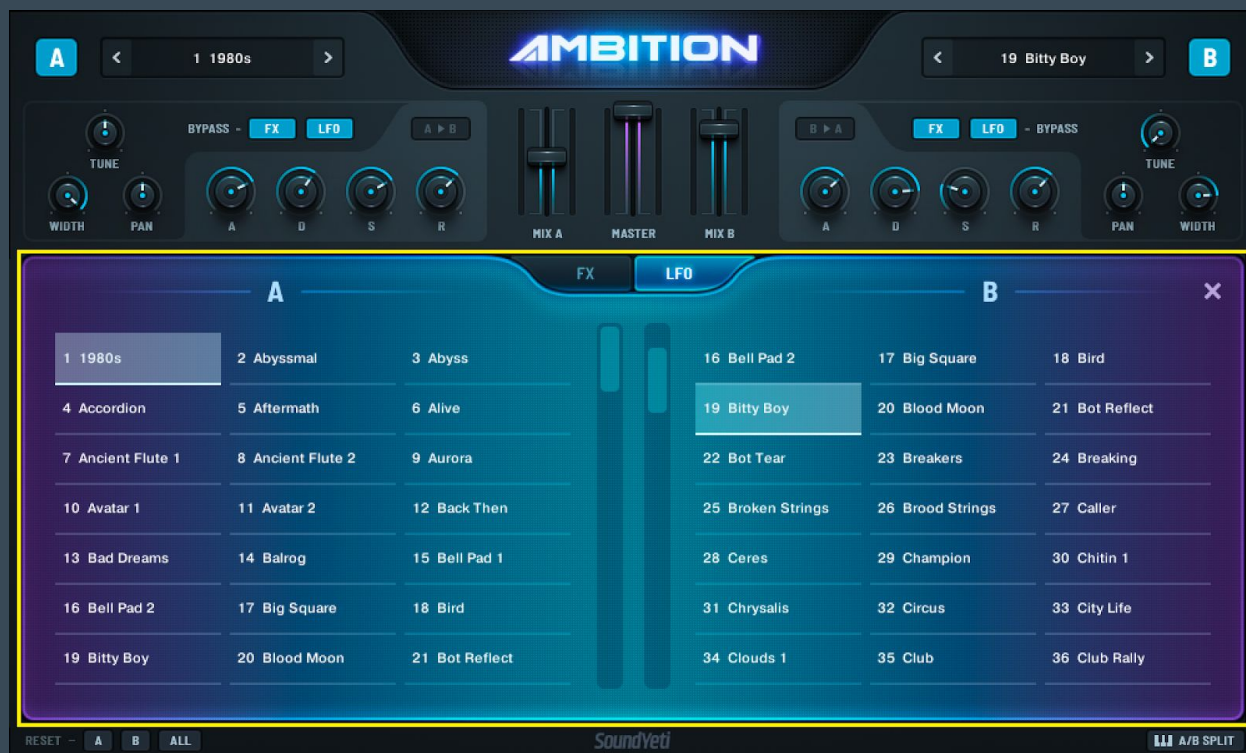 AMBITION
A 1 1980s 19 Bitty Boy B
BYPASS - FX LFO A ▶ B B ▶ A FX LFO - BYPASS
TUNE TUNE
WIDTH PAN A D S R MIX A MASTER MIX B A D S R PAN WIDTH
FX LFO
A B
1 1980s 2 Abyssmal 3 Abyss 16 Bell Pad 2 17 Big Square 18 Bird
4 Accordion 5 Aftermath 6 Alive 19 Bitty Boy 20 Blood Moon 21 Bot Reflect
7 Ancient Flute 1 8 Ancient Flute 2 9 Aurora 22 Bot Tear 23 Breakers 24 Breaking
10 Avatar 1 11 Avatar 2 12 Back Then 25 Broken Strings 26 Brood Strings 27 Caller
13 Bad Dreams 14 Balrog 15 Bell Pad 1 28 Ceres 29 Champion 30 Chitin 1
16 Bell Pad 2 17 Big Square 18 Bird 31 Chrysalis 32 Circus 33 City Life
19 Bitty Boy 20 Blood Moon 21 Bot Reflect 34 Clouds 1 35 Club 36 Club Rally
RESET - A B ALL SoundYeti A/B SPLIT